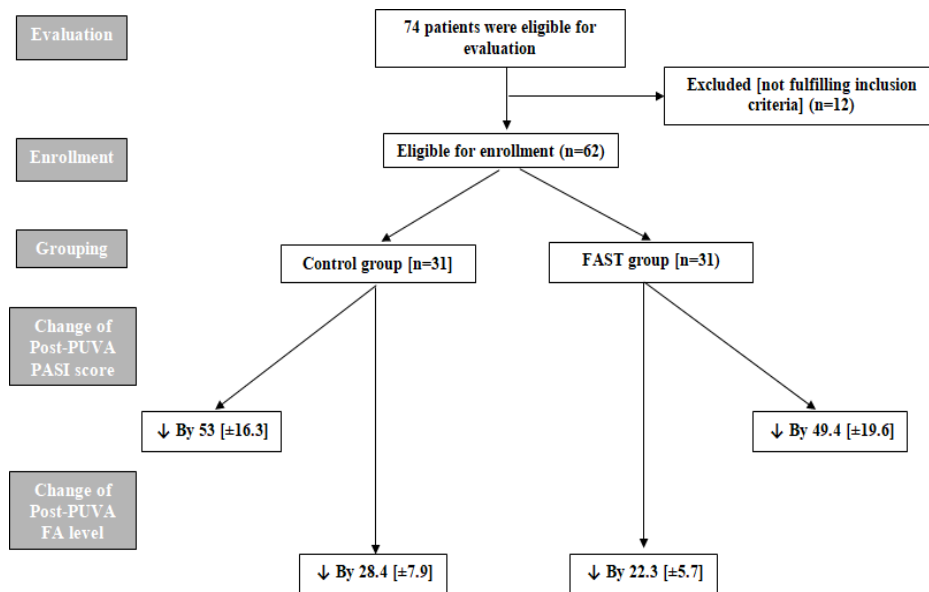 Evaluation
74 patients were eligible for
evaluation
Excluded [not fulfilling inclusion
criteria] (n=12)
Enrollment
Eligible for enrollment (n=62)
Grouping
Control group [n=31]
FAST group [n=31)
Change of
Post-PUVA
PASI score
↓ By 53 [±16.3]
↓ By 49.4 [±19.6]
Change of
Post-PUVA
FA level
↓ By 28.4 [±7.9]
↓ By 22.3 [±5.7]